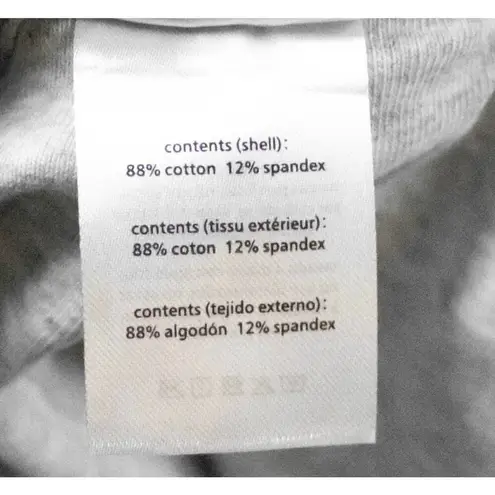 contents (shell):
88% cotton 12% spandex
contents (tissu extérieur):
88% coton 12% spandex
contents (tejido externo):
88% algodón 12% spandex